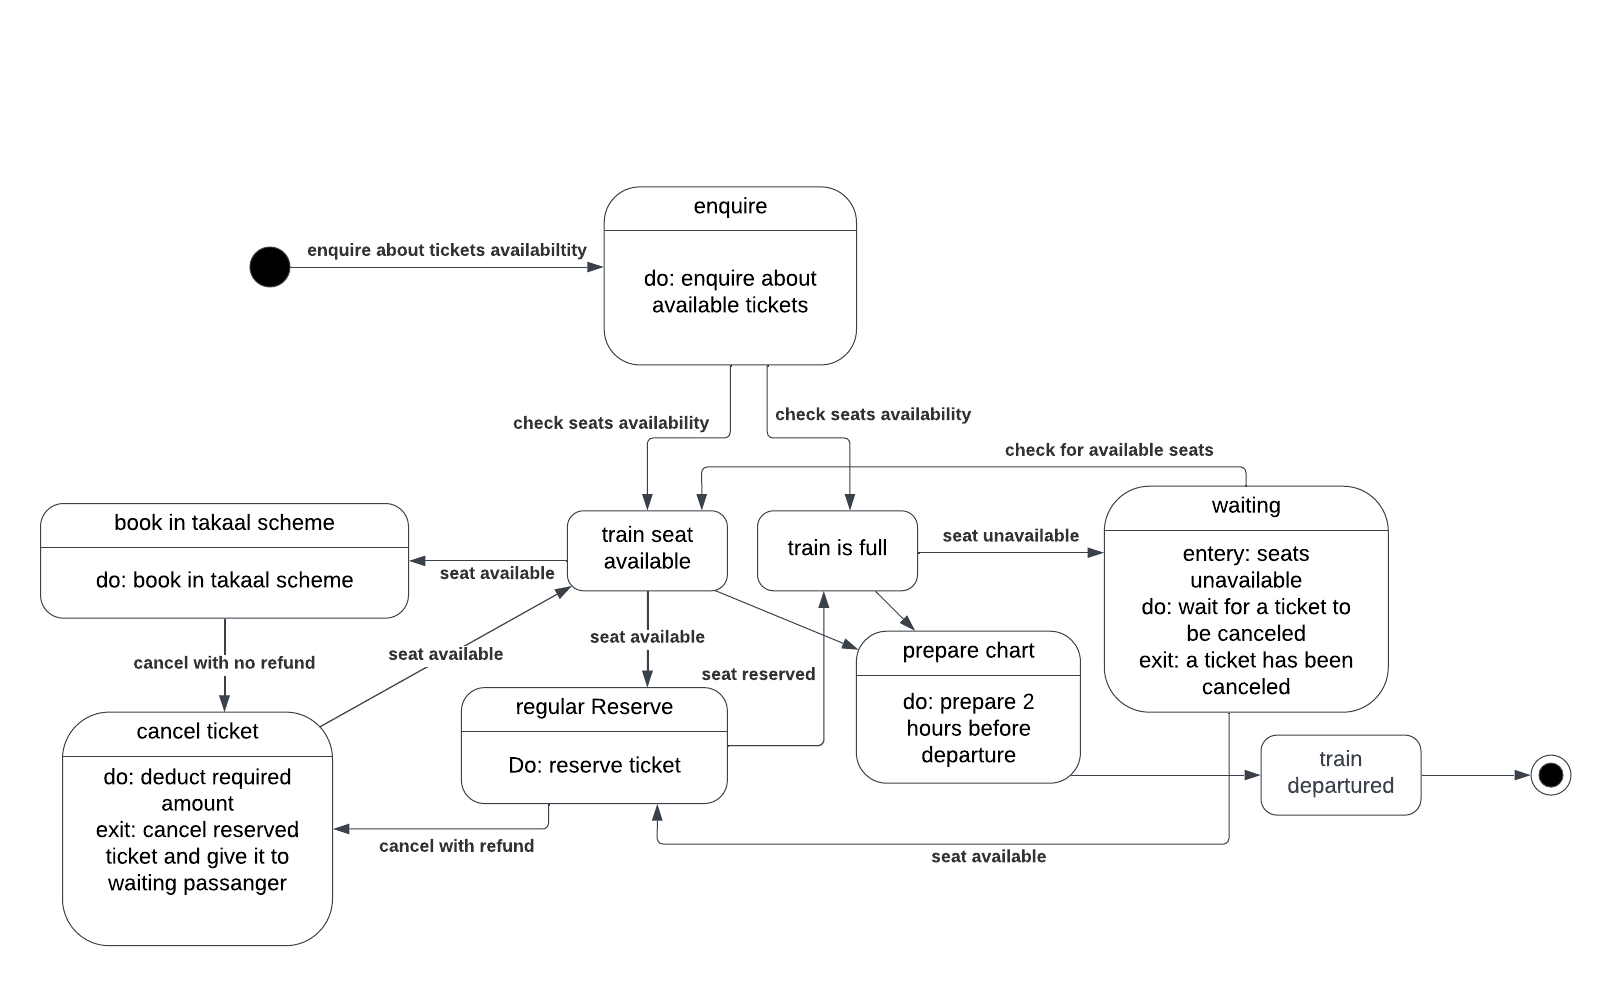 enquire
enquire about tickets availabiltity
do: enquire about
available tickets
check seats availability
check seats availability
check for available seats
book in takaal scheme
do: book in takaal scheme
seat available
train seat
available
train is full
seat unavailable
waiting
entery: seats
unavailable
do: wait for a ticket to
be canceled
exit: a ticket has been
canceled
cancel with no refund
seat available
seat available
seat reserved
prepare chart
do: prepare 2
hours before
departure
cancel ticket
do: deduct required
amount
exit: cancel reserved
ticket and give it to
waiting passanger
regular Reserve
Do: reserve ticket
cancel with refund
seat available
train
departured